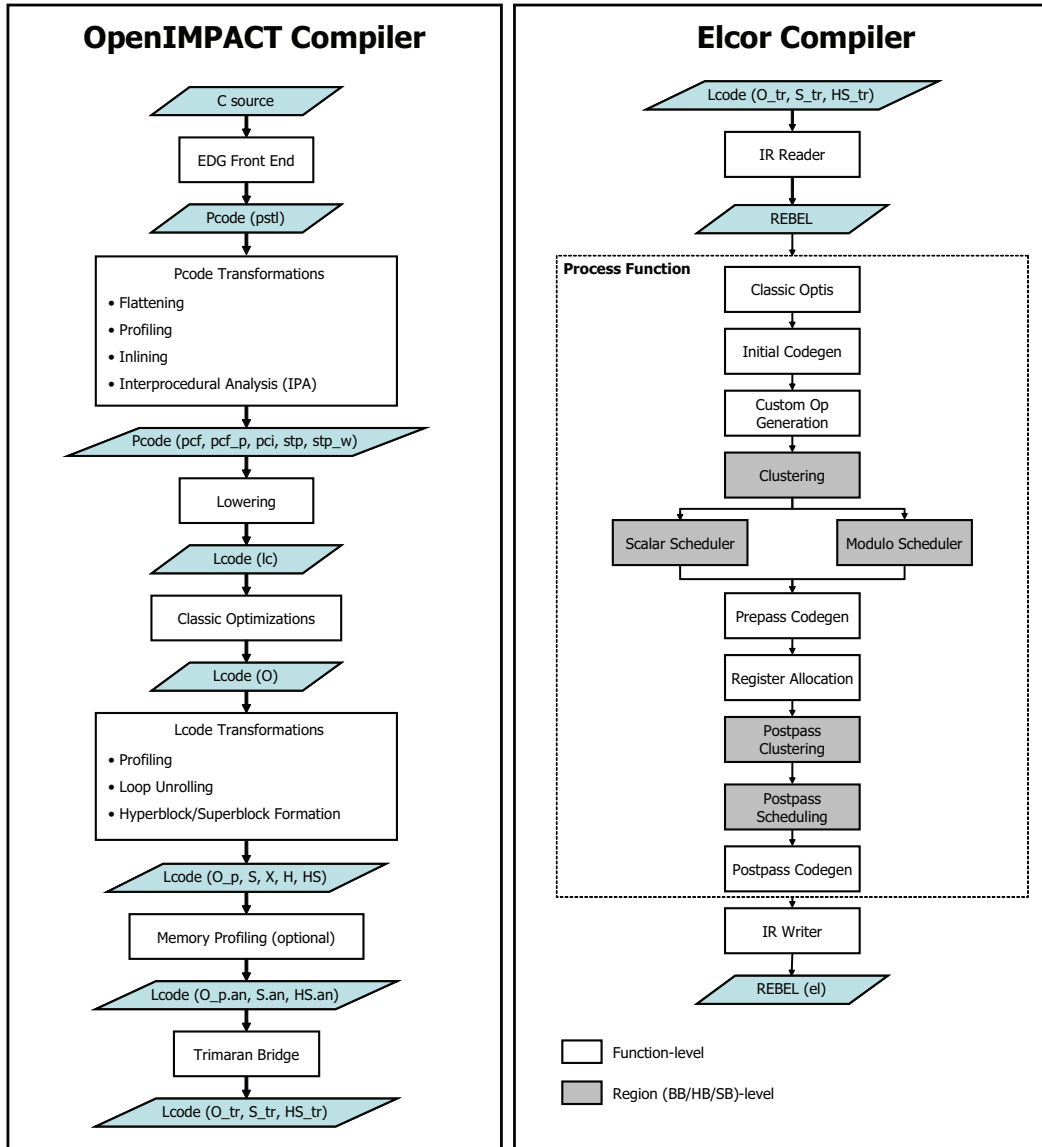 OpenIMPACT Compiler
C source
EDG Front End
Pcode (pstl)
Pcode Transformations
• Flattening
• Profiling
• Inlining
• Interprocedural Analysis (IPA)
Pcode (pcf, pcf_p, pci, stp, stp_w)
Lowering
Lcode (lc)
Classic Optimizations
Lcode (O)
Lcode Transformations
• Profiling
• Loop Unrolling
• Hyperblock/Superblock Formation
Lcode (O_p, S, X, H, HS)
Memory Profiling (optional)
Lcode (O_p.an, S.an, HS.an)
Trimaran Bridge
Lcode (O_tr, S_tr, HS_tr)
Elcor Compiler
Lcode (O_tr, S_tr, HS_tr)
IR Reader
REBEL
Process Function
Classic Optis
Initial Codegen
Custom Op
Generation
Clustering
Scalar Scheduler
Modulo Scheduler
Prepass Codegen
Register Allocation
Postpass
Clustering
Postpass
Scheduling
Postpass Codegen
IR Writer
REBEL (el)
Function-level
Region (BB/HB/SB)-level